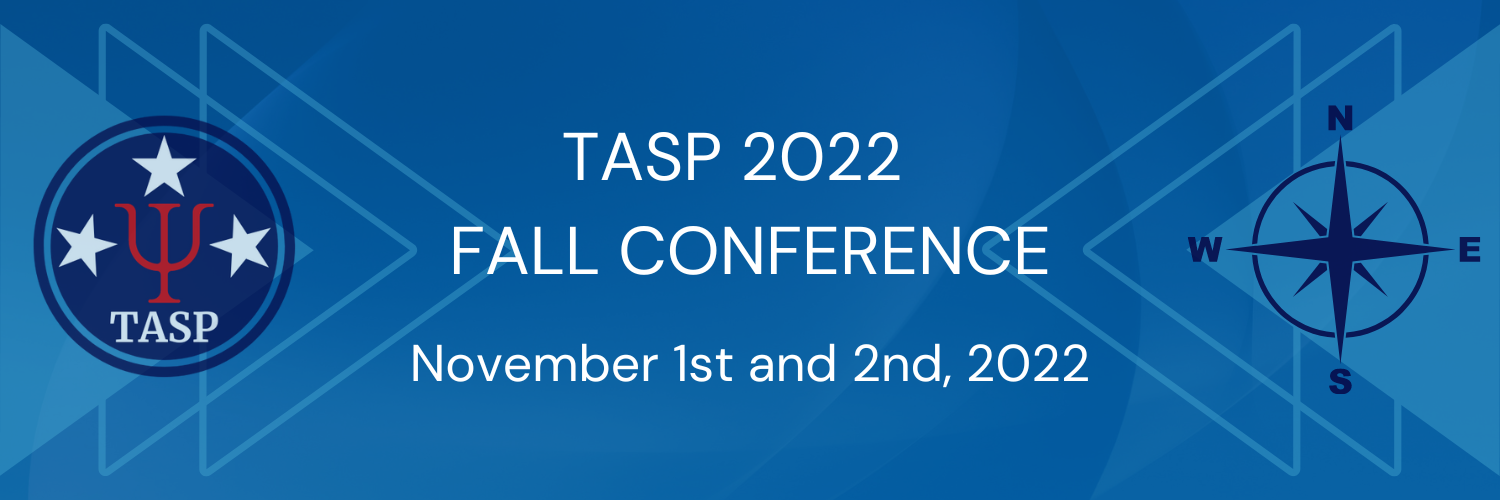 TASP 2022
FALL CONFERENCE
November 1st and 2nd, 2022
Ψ
TASP
N
W
E
S